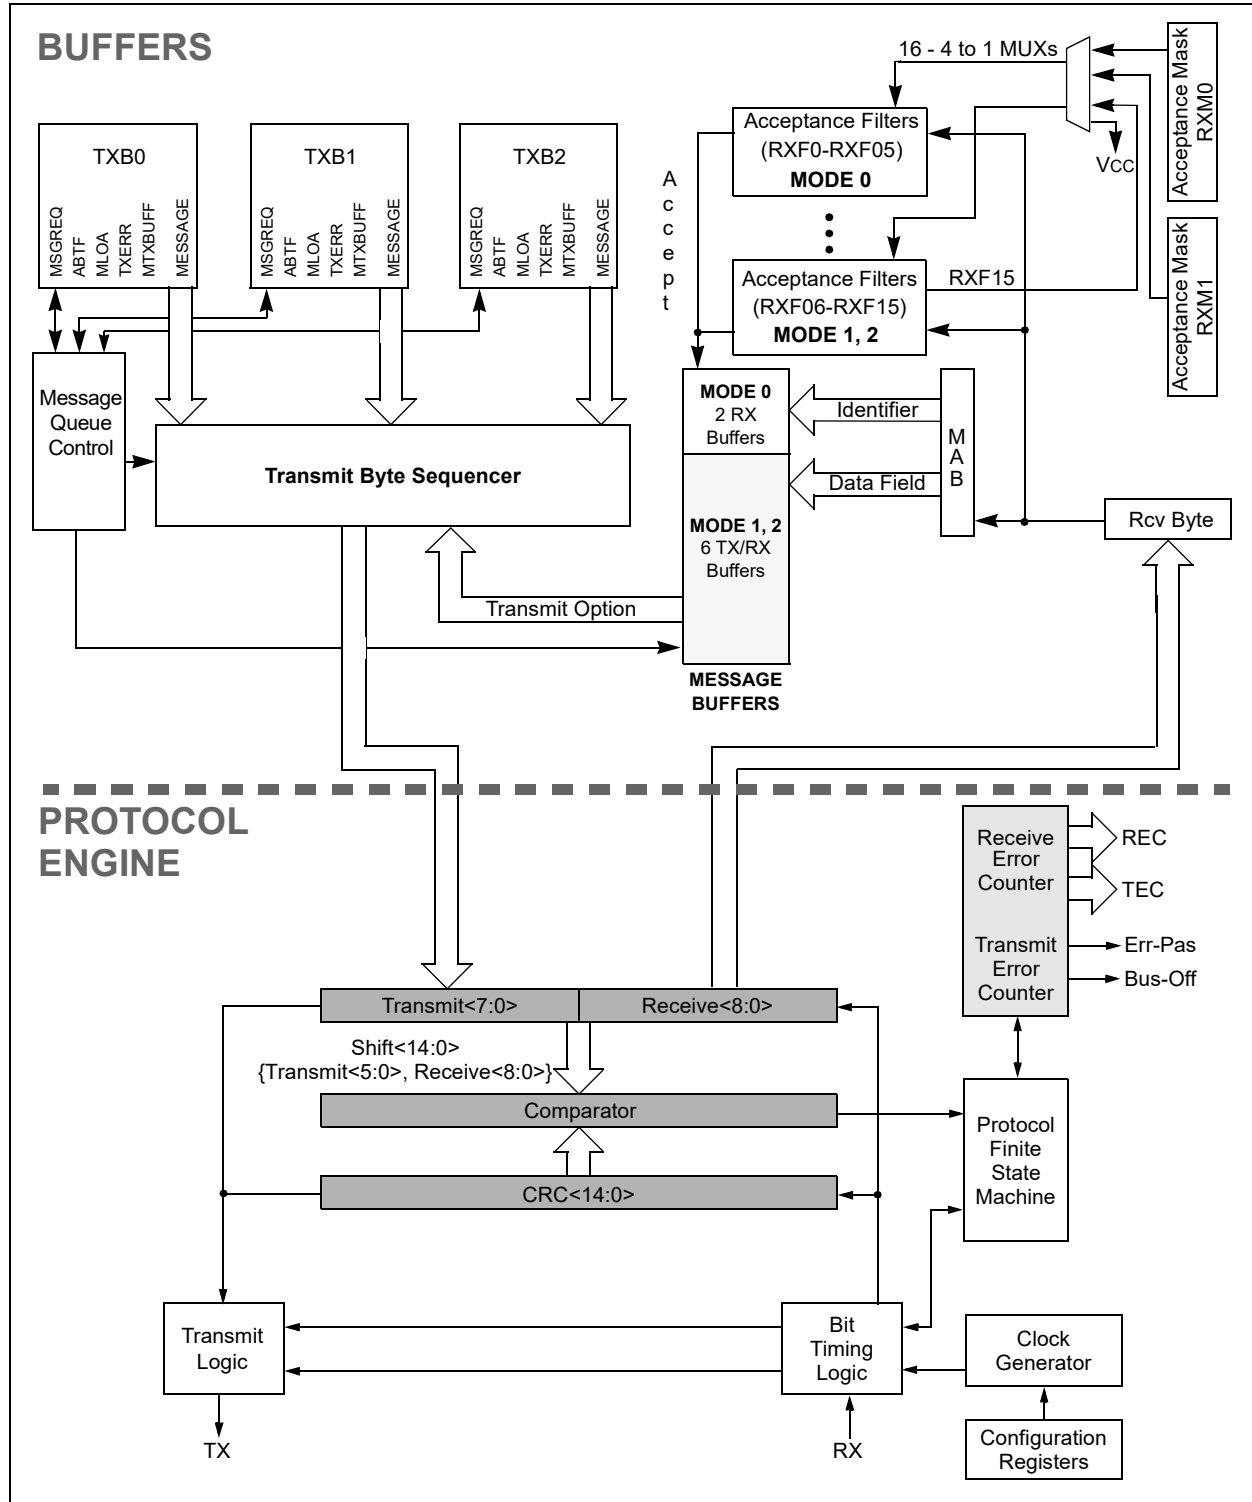 BUFFERS
16 - 4 to 1 MUXs
Acceptance Mask
RXM0
VCC
Acceptance Filters
(RXF0-RXF05)
MODE 0
Accept
TXB0
MSGREQ
ABTF
MLOA
TXERR
MTXBUFF
MESSAGE
TXB1
MSGREQ
ABTF
MLOA
TXERR
MTXBUFF
MESSAGE
TXB2
MSGREQ
ABTF
MLOA
TXERR
MTXBUFF
MESSAGE
Acceptance Filters
(RXF06-RXF15)
MODE 1, 2
RXF15
Acceptance Mask
RXM1
Message
Queue
Control
Transmit Byte Sequencer
MODE 0
2 RX
Buffers
Identifier
Data Field
MAB
Rcv Byte
MODE 1, 2
6 TX/RX
Buffers
Transmit Option
MESSAGE
BUFFERS
PROTOCOL
ENGINE
Receive
Error
Counter
REC
TEC
Transmit
Error
Counter
Err-Pas
Bus-Off
Transmit<7:0>
Receive<8:0>
Shift<14:0>
{Transmit<5:0>, Receive<8:0>}
Comparator
CRC<14:0>
Protocol
Finite
State
Machine
Transmit
Logic
Bit
Timing
Logic
Clock
Generator
Configuration
Registers
TX
RX